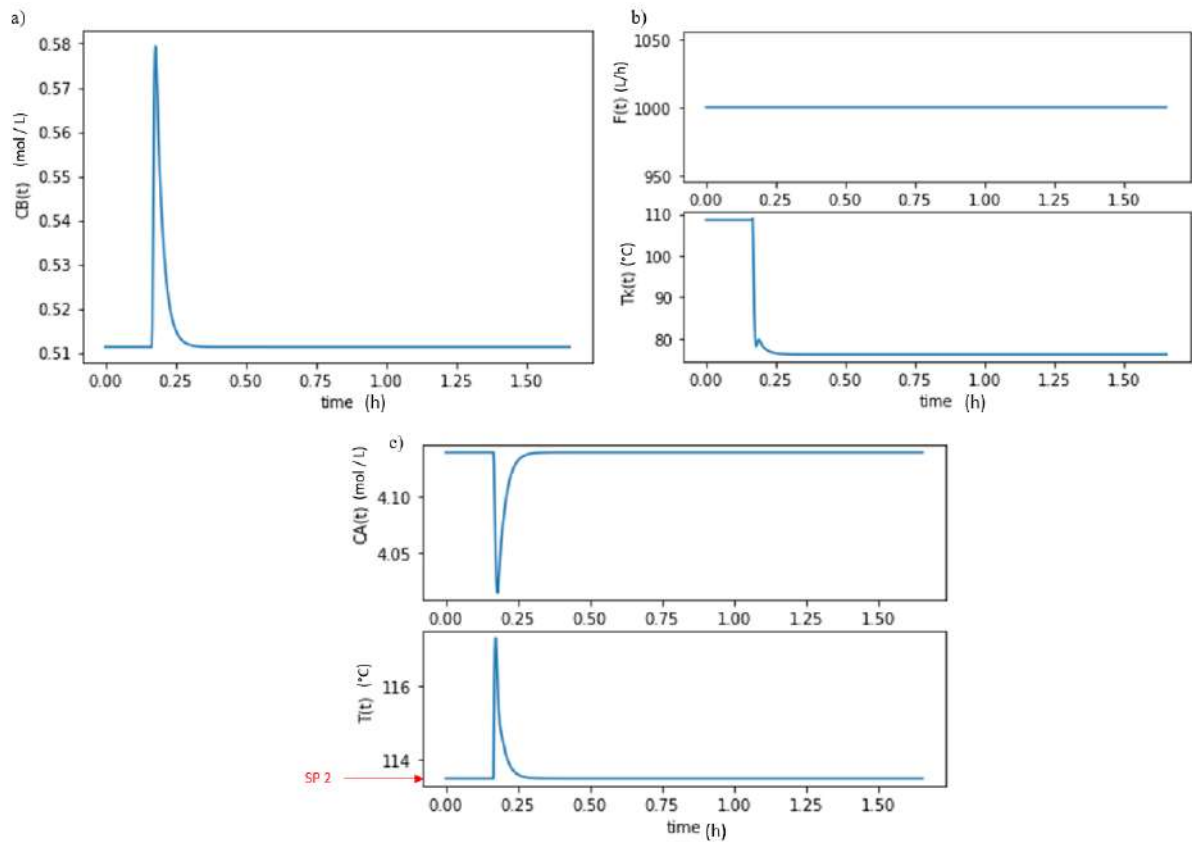 a)
0.58
0.57
0.56
0.55
0.54
0.53
0.52
0.51
CB(t) (mol / L)
0.00 0.25 0.50 0.75 1.00 1.25 1.50
time (h)
b)
1050
1000
950
F(t) (L/h)
0.00 0.25 0.50 0.75 1.00 1.25 1.50
110
100
90
80
Tk(t) (°C)
0.00 0.25 0.50 0.75 1.00 1.25 1.50
time (h)
c)
4.10
4.05
CA(t) (mol / L)
0.00 0.25 0.50 0.75 1.00 1.25 1.50
116
114
T(t) (°C)
SP 2
0.00 0.25 0.50 0.75 1.00 1.25 1.50
time (h)